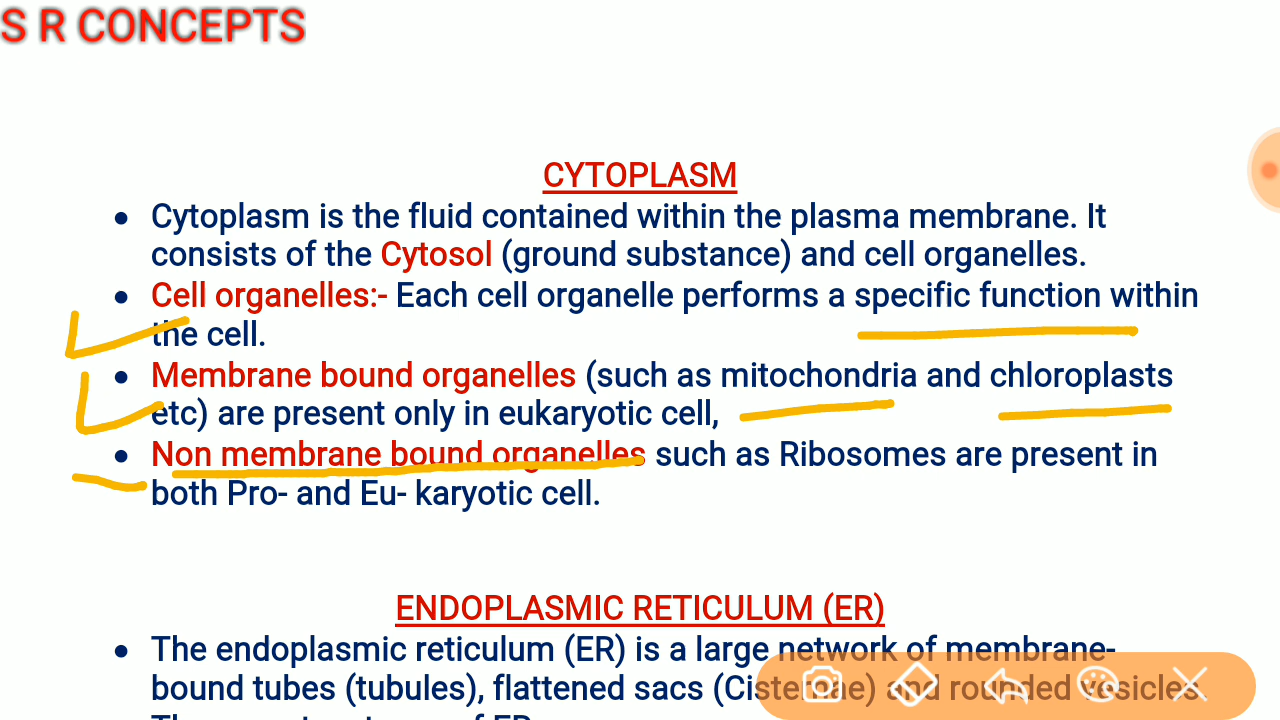 S R CONCEPTS
CYTOPLASM
• Cytoplasm is the fluid contained within the plasma membrane. It
consists of the Cytosol (ground substance) and cell organelles.
• Cell organelles:- Each cell organelle performs a specific function within
the cell.
• Membrane bound organelles (such as mitochondria and chloroplasts
etc) are present only in eukaryotic cell,
• Non membrane bound organelles such as Ribosomes are present in
both Pro- and Eu- karyotic cell.
ENDOPLASMIC RETICULUM (ER)
• The endoplasmic reticulum (ER) is a large network of membrane-
bound tubes (tubules), flattened sacs (Cisternae) and rounded vesicles.